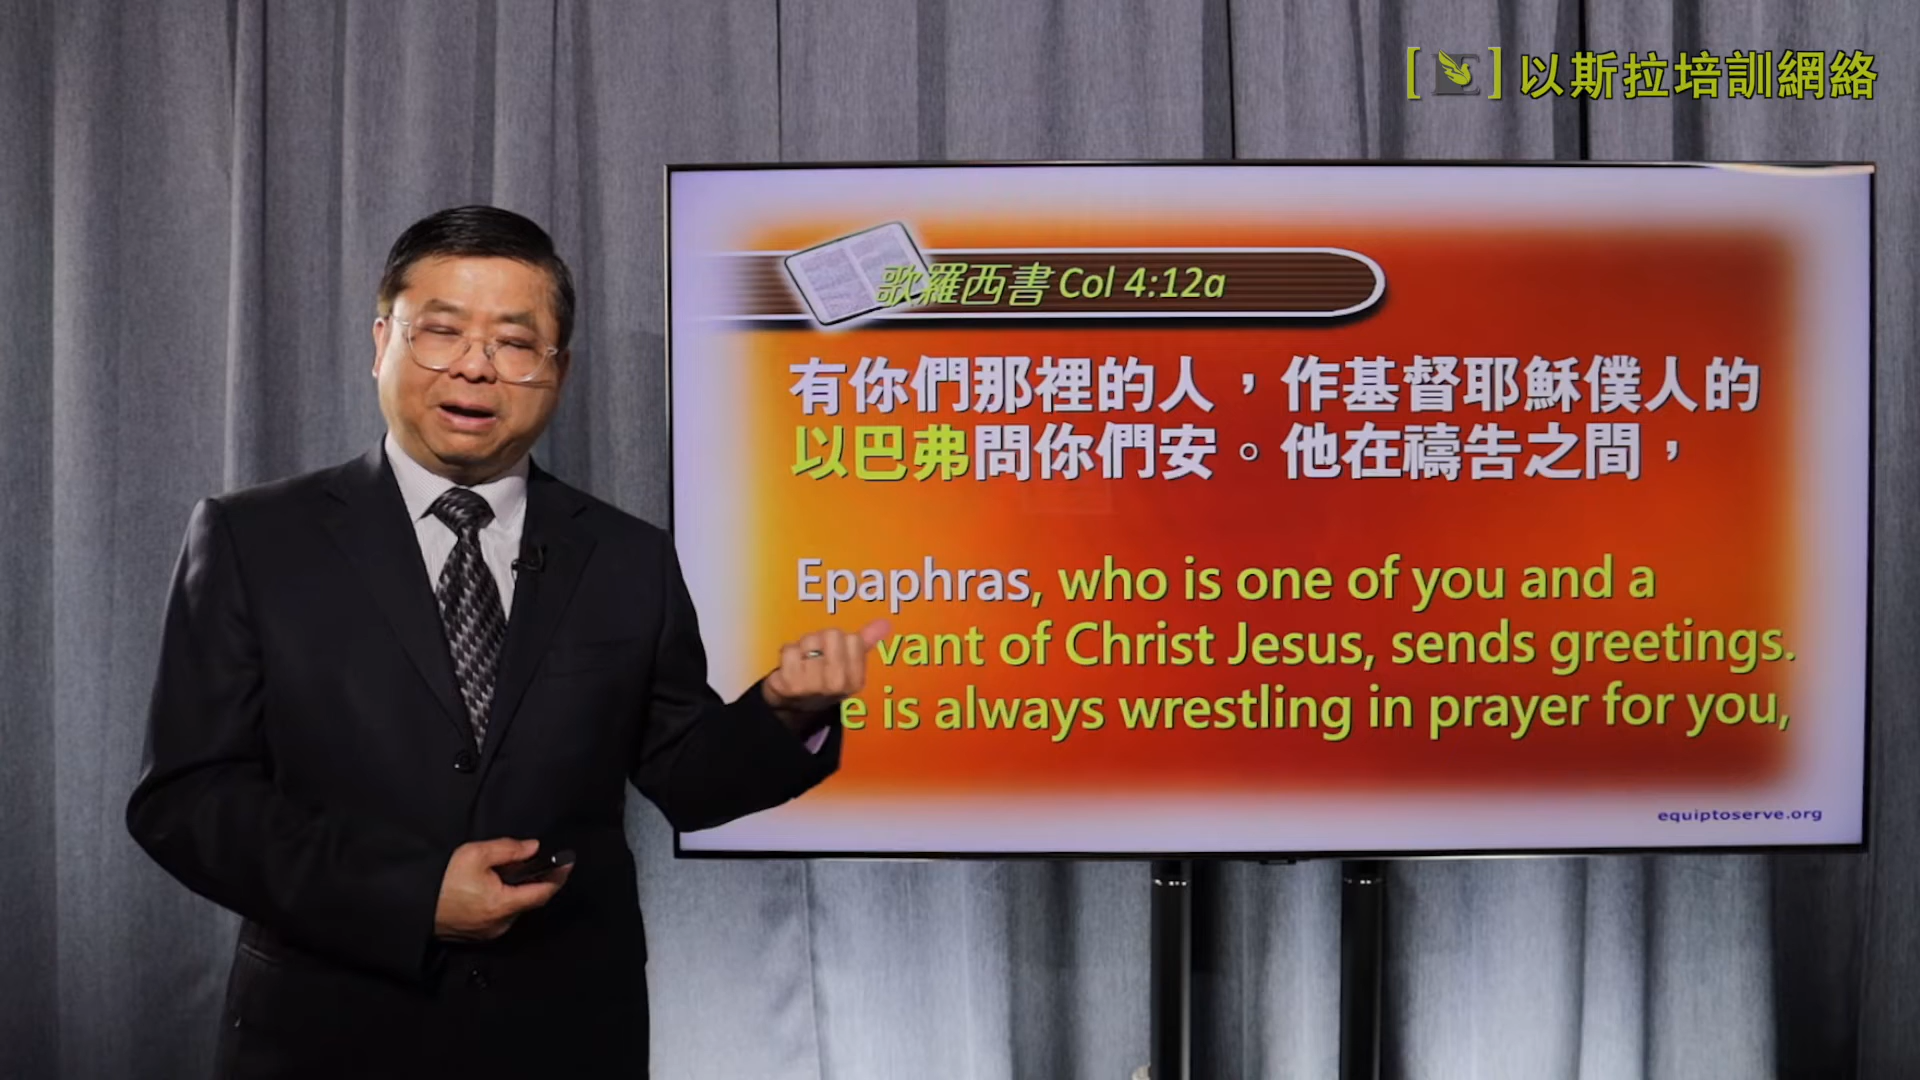 [ ] 以斯拉培訓網絡
歌羅西書 Col 4:12a
有你們那裡的人，作基督耶穌僕人的
以巴弗問你們安。他在禱告之間，
Epaphras, who is one of you and a
vant of Christ Jesus, sends greetings.
e is always wrestling in prayer for you,
equiptoserve.org